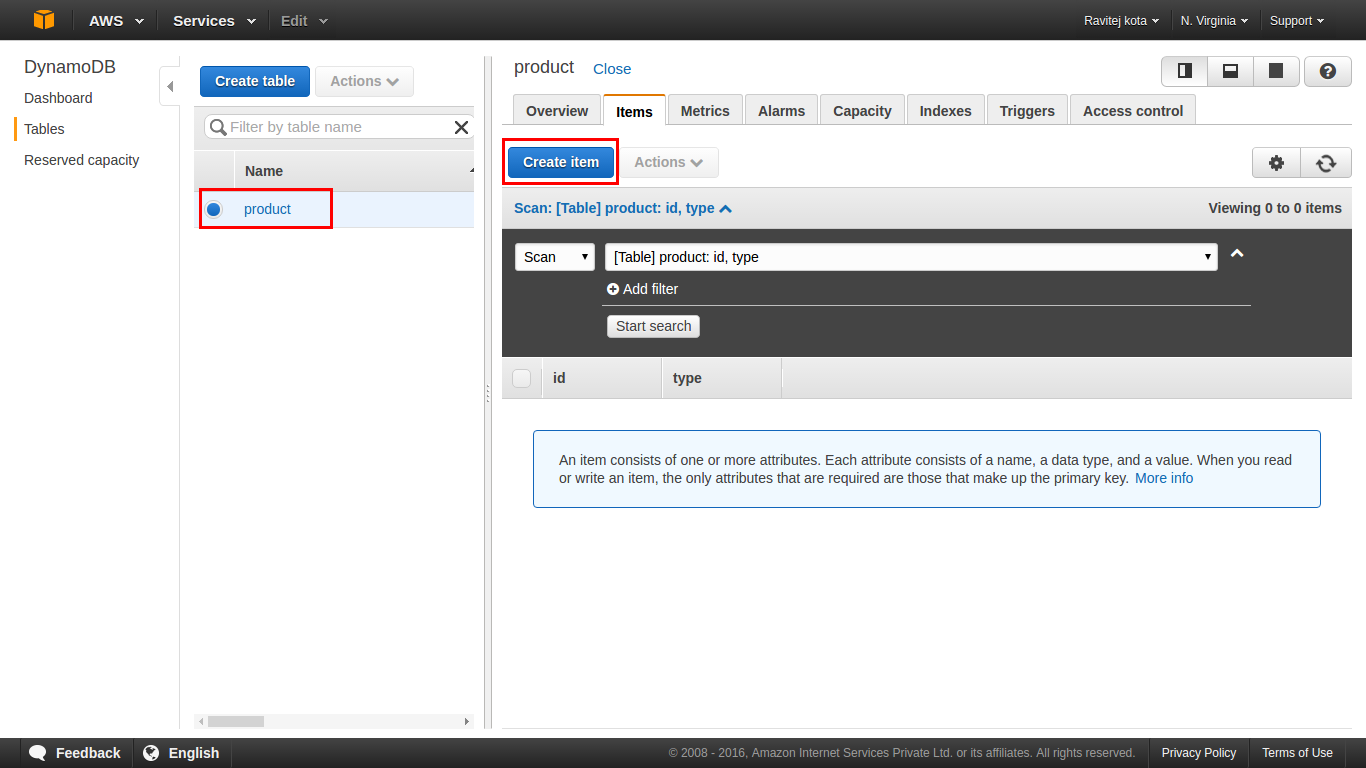 AWS Services Edit Ravitej kota N. Virginia Support
DynamoDB
Dashboard
Tables
Reserved capacity
Create table Actions
Filter by table name
Name
product
product Close
Overview Items Metrics Alarms Capacity Indexes Triggers Access control
Create item Actions
Scan: [Table] product: id, type Viewing 0 to 0 items
Scan [Table] product: id, type
Add filter
Start search
id type
An item consists of one or more attributes. Each attribute consists of a name, a data type, and a value. When you read
or write an item, the only attributes that are required are those that make up the primary key. More info
Feedback English © 2008 - 2016, Amazon Internet Services Private Ltd. or its affiliates. All rights reserved. Privacy Policy Terms of Use